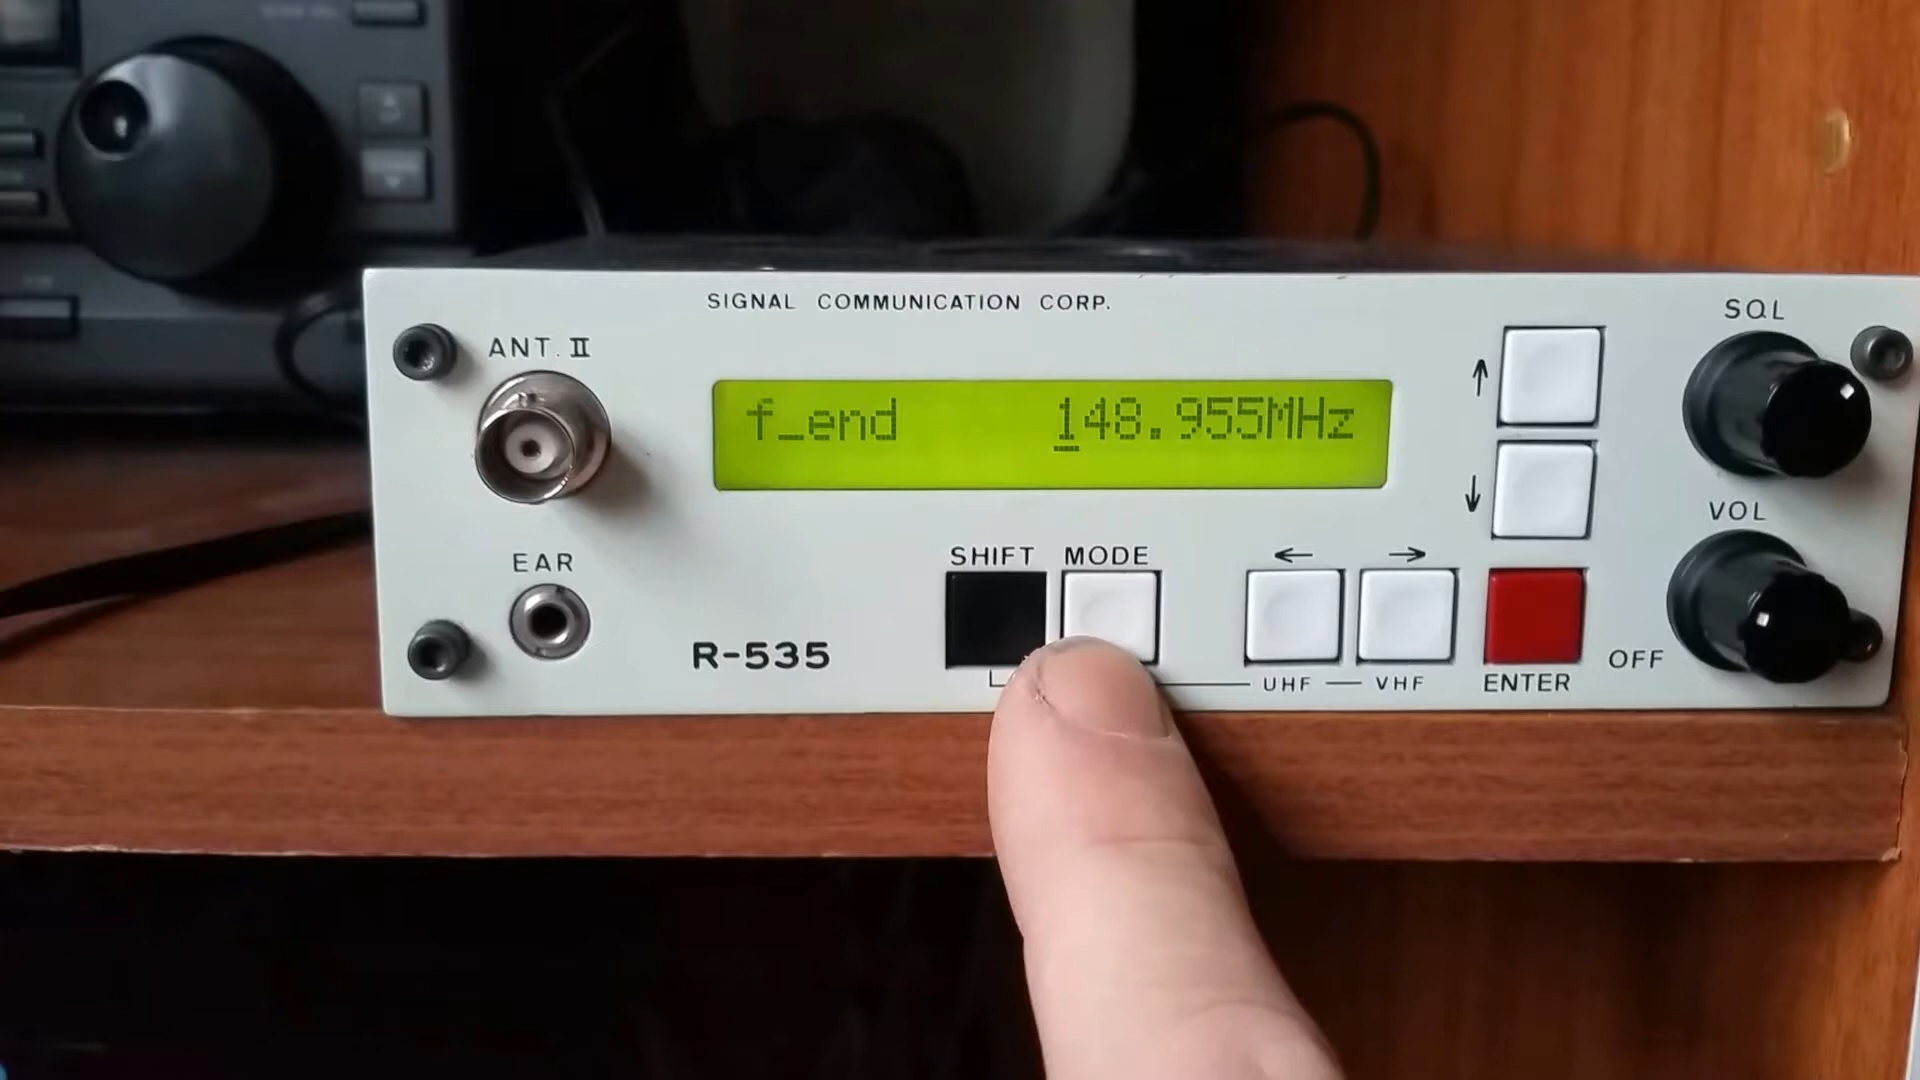 SIGNAL COMMUNICATION CORP.
SQL
ANT. II
f_end 148.955MHz
↑
↓
VOL
EAR
SHIFT MODE ← →
R-535
OFF
UHF — VHF
ENTER